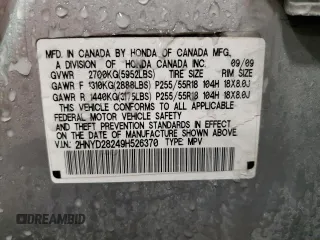 MFD. IN CANADA BY HONDA OF CANADA MFG.,
A DIVISION OF HONDA CANADA INC. 09/09
GVWR 2700KG(5952LBS) TIRE SIZE RIM SIZE
GAWR F 1310KG(2888LBS) P255/55R18 104H 18X8.0J
GAWR R 1440KG(3175LBS) P255/55R18 104H 18X8.0J
THIS VEHICLE CONFORMS TO ALL APPLICABLE
FEDERAL MOTOR VEHICLE SAFETY STANDARDS
IN EFFECT ON THE DATE OF MANUFACTURE SHOWN ABOVE.
V.I.N: 2HNYD28249H526370 TYPE: MPV
© DREAMBID